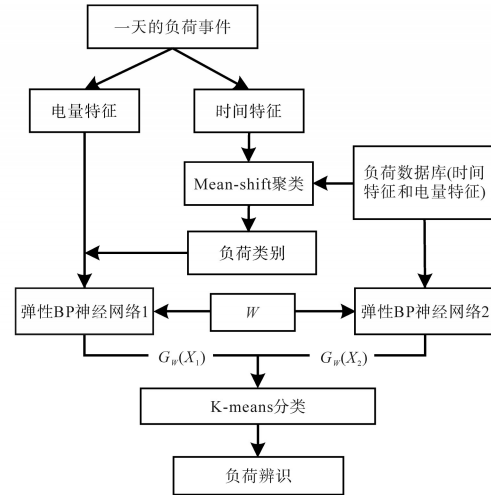 一天的负荷事件
电量特征
时间特征
Mean-shift聚类
负荷数据库(时间
特征和电量特征)
负荷类别
弹性BP神经网络1
W
弹性BP神经网络2
G_W(X_1)
G_W(X_2)
K-means分类
负荷辨识